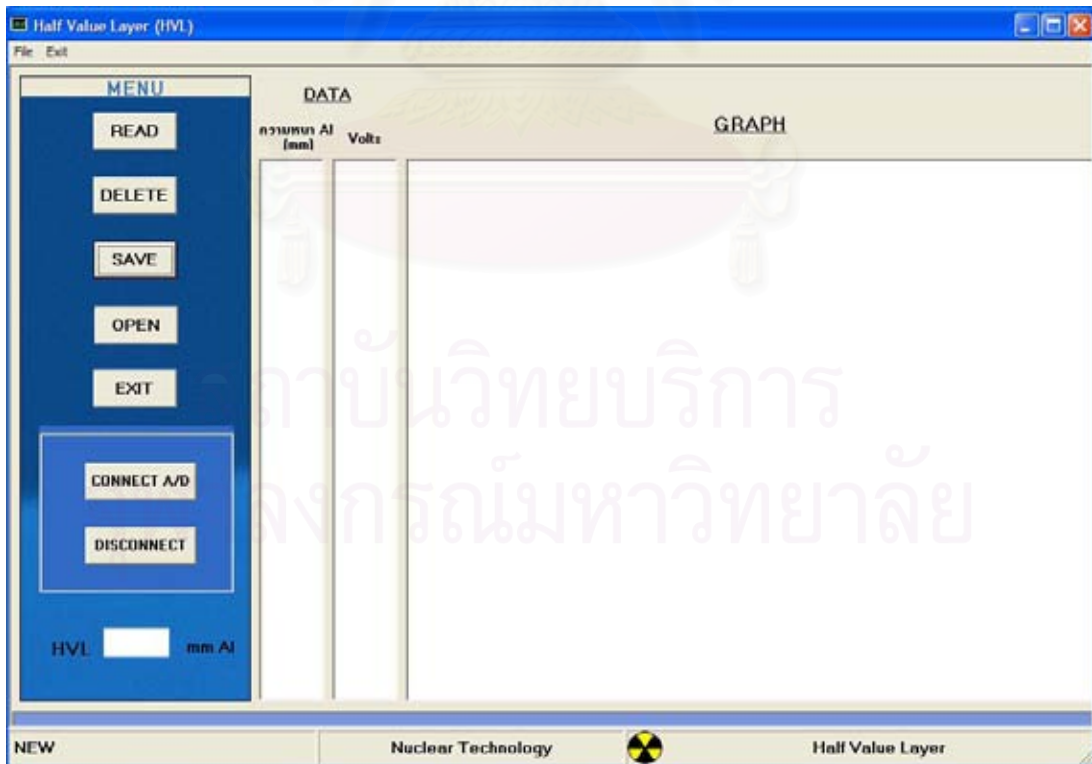 Half Value Layer (HVL)
File Exit
MENU
READ
DELETE
SAVE
OPEN
EXIT
CONNECT A/D
DISCONNECT
HVL mm Al
DATA
ความหนา Al Volts
(mm)
GRAPH
สถาบันวิทยบริการ
ลงกรณ์มหาวิทยาลัย
NEW Nuclear Technology Half Value Layer